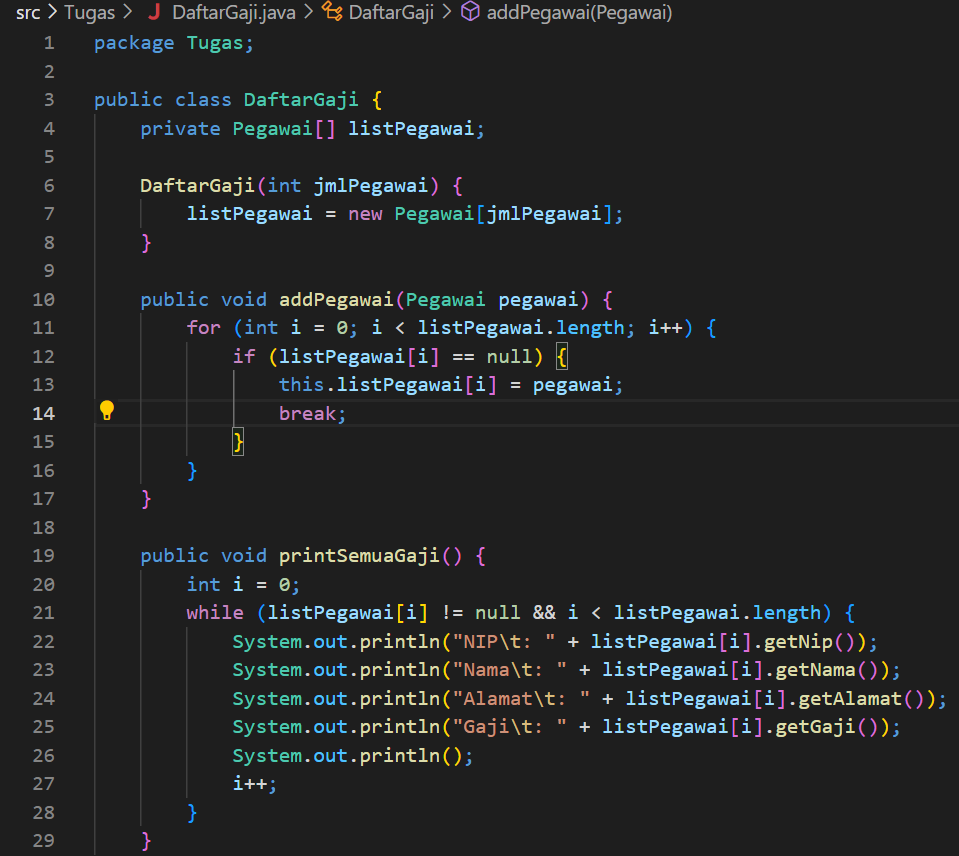 src > Tugas > J DaftarGaji.java > DaftarGaji > addPegawai(Pegawai)
1 package Tugas;
2
3 public class DaftarGaji {
4     private Pegawai[] listPegawai;
5
6     DaftarGaji(int jmlPegawai) {
7         listPegawai = new Pegawai[jmlPegawai];
8     }
9
10     public void addPegawai(Pegawai pegawai) {
11         for (int i = 0; i < listPegawai.length; i++) {
12             if (listPegawai[i] == null) {
13                 this.listPegawai[i] = pegawai;
14                 break;
15             }
16         }
17     }
18
19     public void printSemuaGaji() {
20         int i = 0;
21         while (listPegawai[i] != null && i < listPegawai.length) {
22             System.out.println("NIP\t: " + listPegawai[i].getNip());
23             System.out.println("Nama\t: " + listPegawai[i].getNama());
24             System.out.println("Alamat\t: " + listPegawai[i].getAlamat());
25             System.out.println("Gaji\t: " + listPegawai[i].getGaji());
26             System.out.println();
27             i++;
28         }
29     }